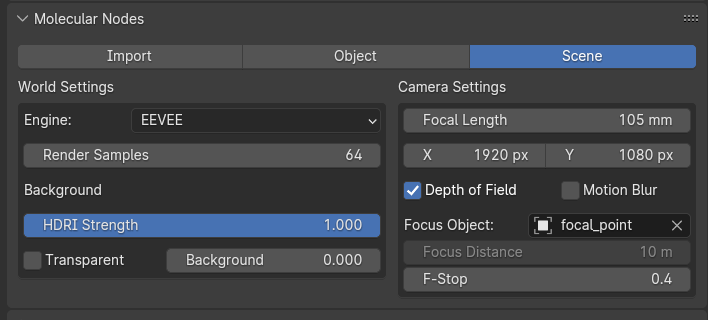 Molecular Nodes
Import Object Scene
World Settings
Engine: EEVEE
Render Samples 64
Background
HDRI Strength 1.000
Transparent Background 0.000
Camera Settings
Focal Length 105 mm
X 1920 px Y 1080 px
Depth of Field Motion Blur
Focus Object: focal_point
Focus Distance 10 m
F-Stop 0.4